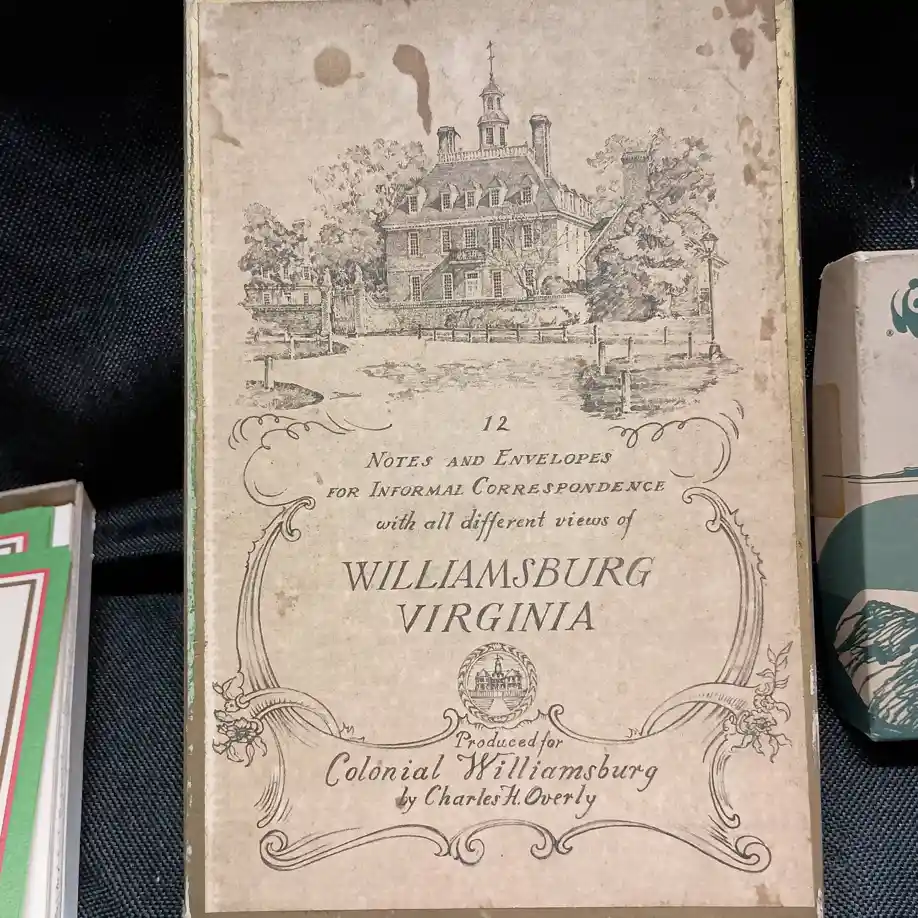 12
NOTES AND ENVELOPES
FOR INFORMAL CORRESPONDENCE
with all different views of
WILLIAMSBURG
VIRGINIA
Produced for
Colonial Williamsburg
by Charles H. Overly
®